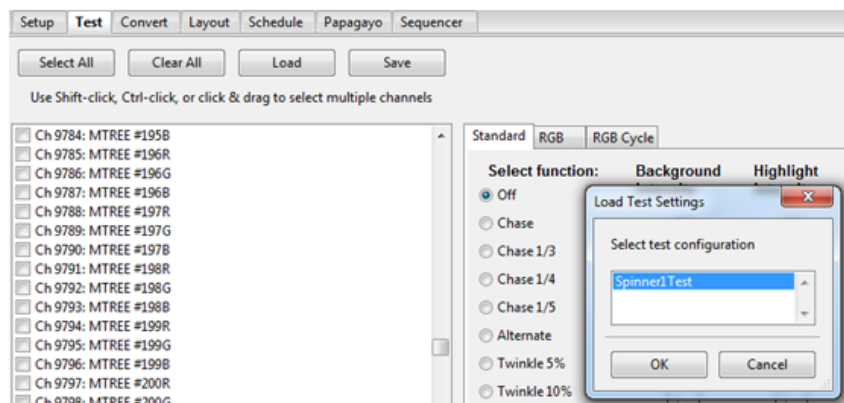 Setup Test Convert Layout Schedule Papagayo Sequencer
Select All Clear All Load Save
Use Shift-click, Ctrl-click, or click & drag to select multiple channels
Ch 9784: MTREE #195B
Ch 9785: MTREE #196R
Ch 9786: MTREE #196G
Ch 9787: MTREE #196B
Ch 9788: MTREE #197R
Ch 9789: MTREE #197G
Ch 9790: MTREE #197B
Ch 9791: MTREE #198R
Ch 9792: MTREE #198G
Ch 9793: MTREE #198B
Ch 9794: MTREE #199R
Ch 9795: MTREE #199G
Ch 9796: MTREE #199B
Ch 9797: MTREE #200R
Ch 9798: MTREE #200G
Standard RGB RGB Cycle
Select function: Background Highlight
Off
Chase
Chase 1/3
Chase 1/4
Chase 1/5
Alternate
Twinkle 5%
Twinkle 10%
Load Test Settings
Select test configuration
Spinner1Test
OK Cancel